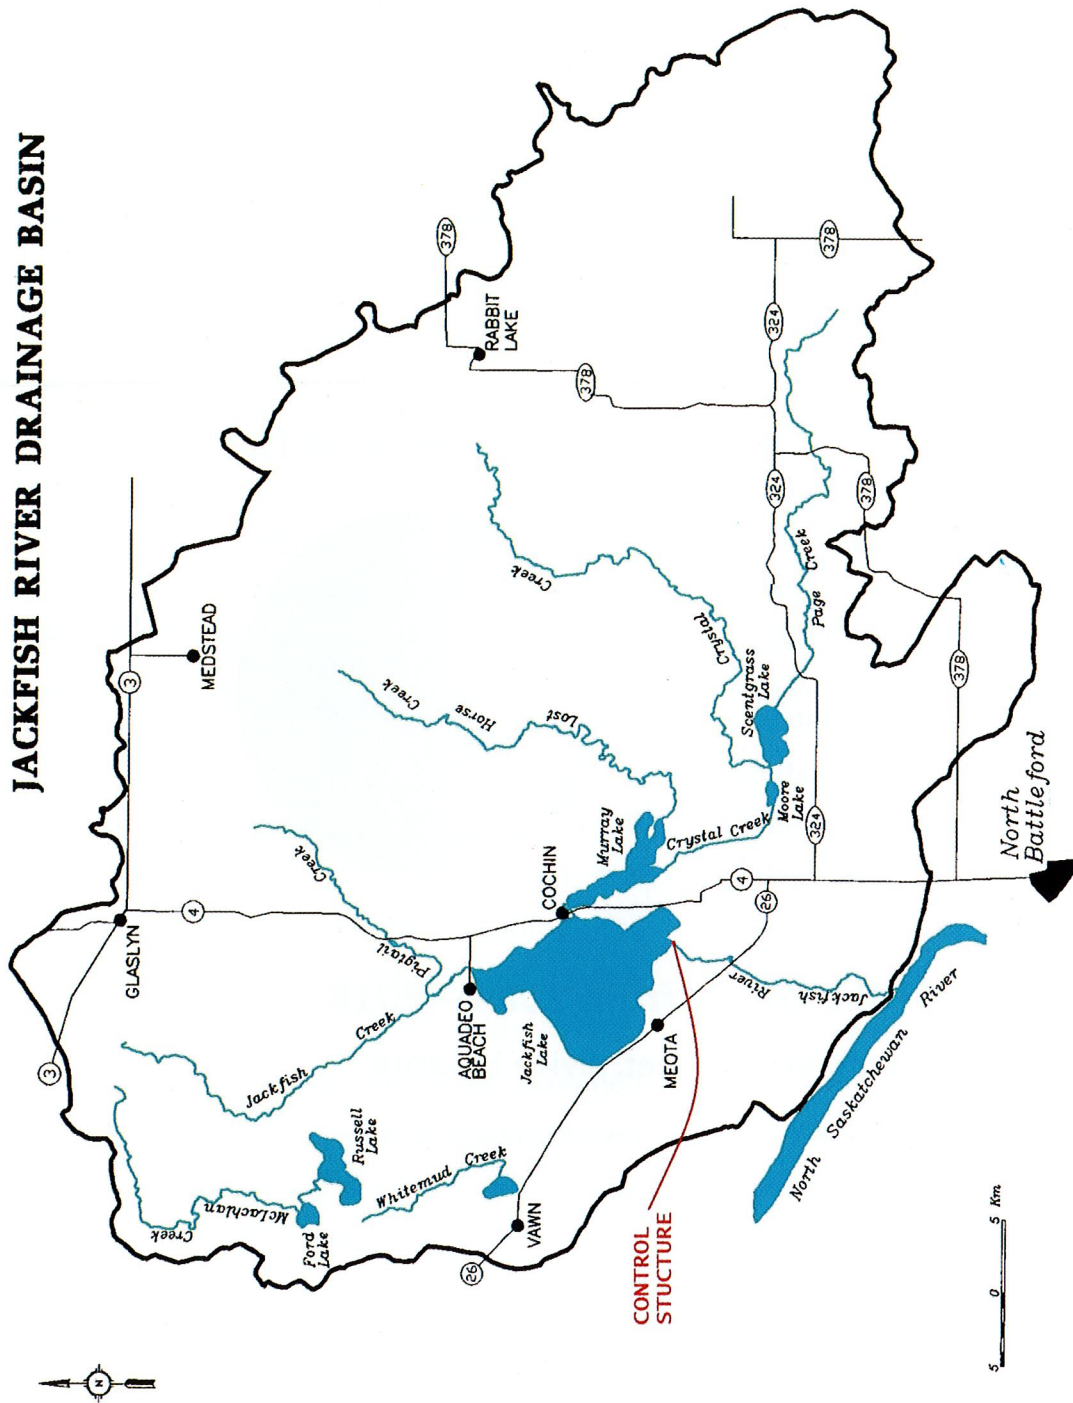 JACKFISH RIVER DRAINAGE BASIN
N
3
GLASLYN
3
MEDSTEAD
4
Creek
McLachlan
Ford
Lake
Russell
Lake
Jackfish
Creek
Pigtail
Creek
Creek
Horse
Lost
378
RABBIT
LAKE
378
Whitemud Creek
26
VAWN
AQUADEO
BEACH
Jackfish
Lake
COCHIN
Murray
Lake
Creek
Crystal
MEOTA
Crystal Creek
Scentgrass
Lake
Moore
Lake
Page Creek
324
324
378
378
CONTROL
STUCTURE
River
Jackfish
26
4
324
378
North Saskatchewan River
North
Battleford
5 0 5 Km